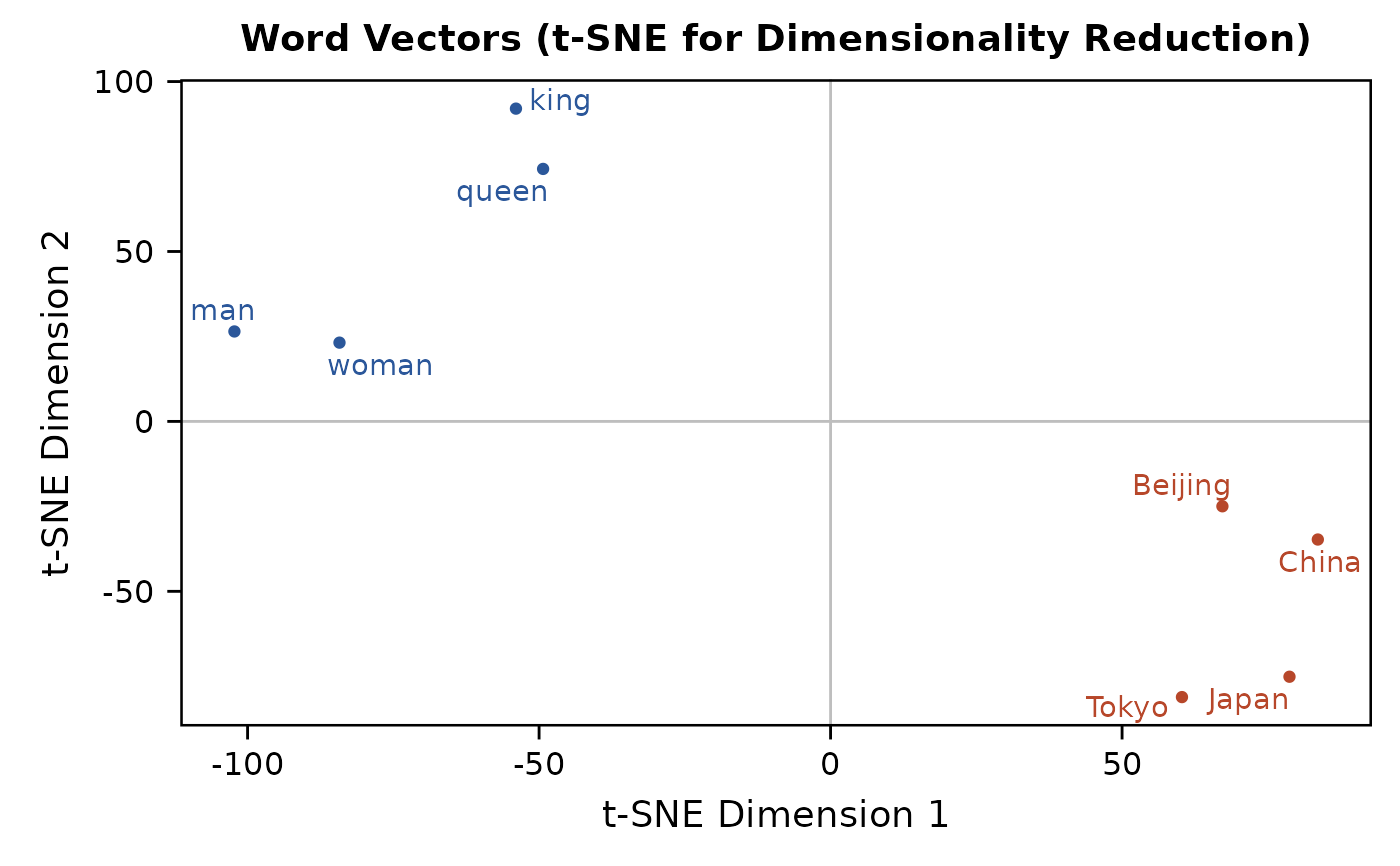 Word Vectors (t-SNE for Dimensionality Reduction)
100
50
0
-50
t-SNE Dimension 2
king
queen
man
woman
Beijing
China
Tokyo
Japan
-100
-50
0
50
t-SNE Dimension 1